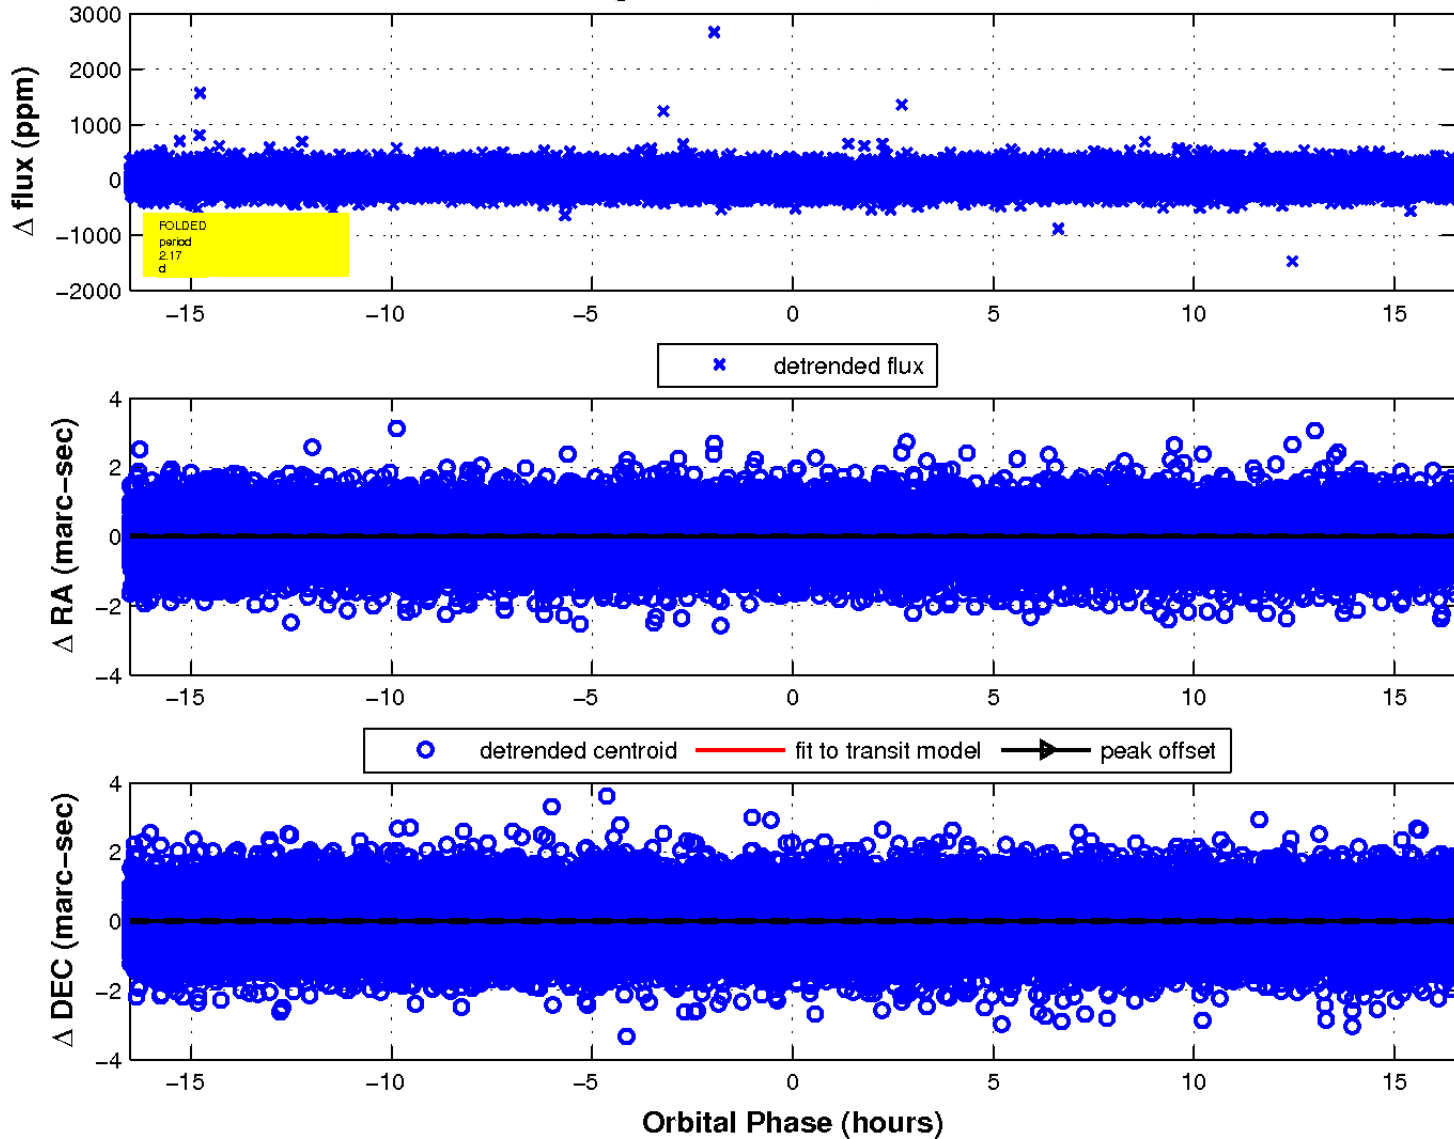 3000
2000
1000
0
−1000
−2000
Δ flux (ppm)
FOLDED
period
2.17
d
−15 −10 −5 0 5 10 15
detrended flux
4
2
0
−2
−4
Δ RA (marc−sec)
−15 −10 −5 0 5 10 15
detrended centroid fit to transit model peak offset
4
2
0
−2
−4
Δ DEC (marc−sec)
−15 −10 −5 0 5 10 15
Orbital Phase (hours)